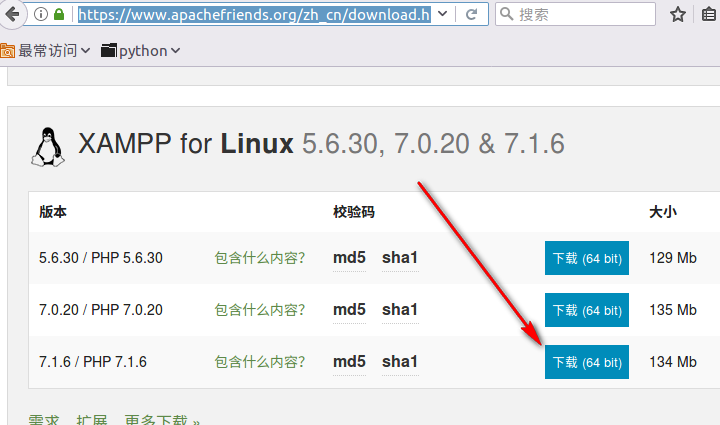 https://www.apachefriends.org/zh_cn/download.h
搜索
最常访问 python
XAMPP for Linux 5.6.30, 7.0.20 & 7.1.6
版本 校验码 大小
5.6.30 / PHP 5.6.30 包含什么内容? md5 sha1 下载 (64 bit) 129 Mb
7.0.20 / PHP 7.0.20 包含什么内容? md5 sha1 下载 (64 bit) 135 Mb
7.1.6 / PHP 7.1.6 包含什么内容? md5 sha1 下载 (64 bit) 134 Mb
需求 扩展 更多下载 »